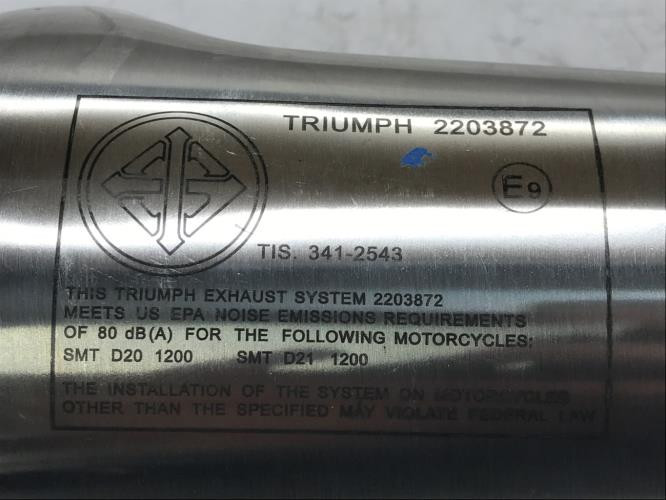 TRIUMPH 2203872
E9
TIS. 341-2543
THIS TRIUMPH EXHAUST SYSTEM 2203872
MEETS US EPA NOISE EMISSIONS REQUIREMENTS
OF 80 dB(A) FOR THE FOLLOWING MOTORCYCLES:
SMT D20 1200 SMT D21 1200
THE INSTALLATION OF THE SYSTEM ON MOTORCYCLES
OTHER THAN THE SPECIFIED MAY VIOLATE FEDERAL LAW